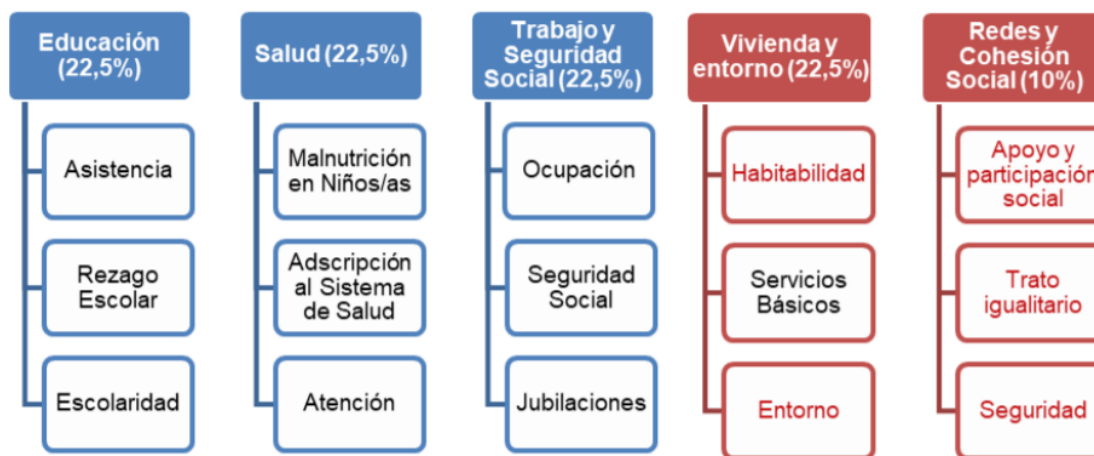 Educación
(22,5%)
Asistencia
Rezago
Escolar
Escolaridad
Salud (22,5%)
Malnutrición
en Niños/as
Adscripción
al Sistema
de Salud
Atención
Trabajo y
Seguridad
Social (22,5%)
Ocupación
Seguridad
Social
Jubilaciones
Vivienda y
entorno (22,5%)
Habitabilidad
Servicios
Básicos
Entorno
Redes y
Cohesión
Social (10%)
Apoyo y
participación
social
Trato
igualitario
Seguridad